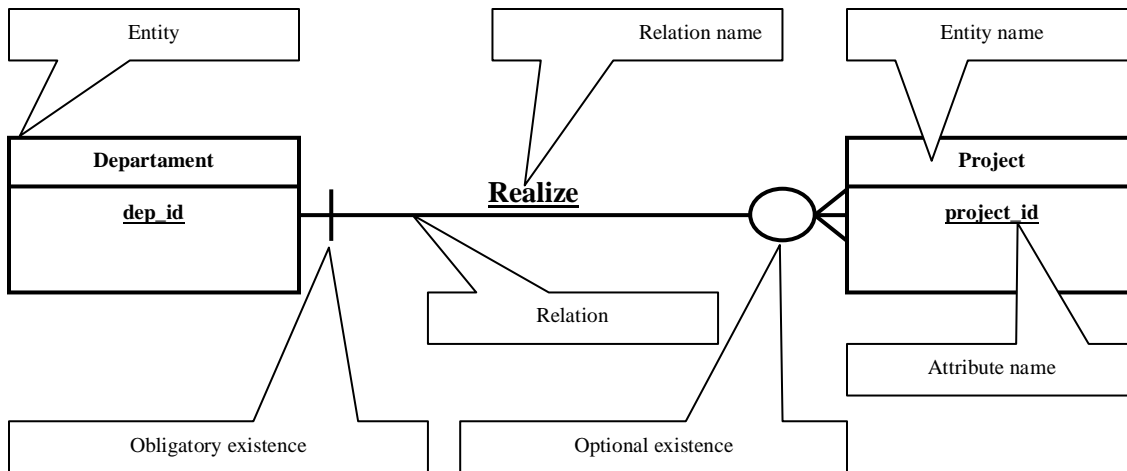 Entity
Relation name
Entity name
Departament
Project
Realize
dep_id
project_id
Relation
Attribute name
Obligatory existence
Optional existence